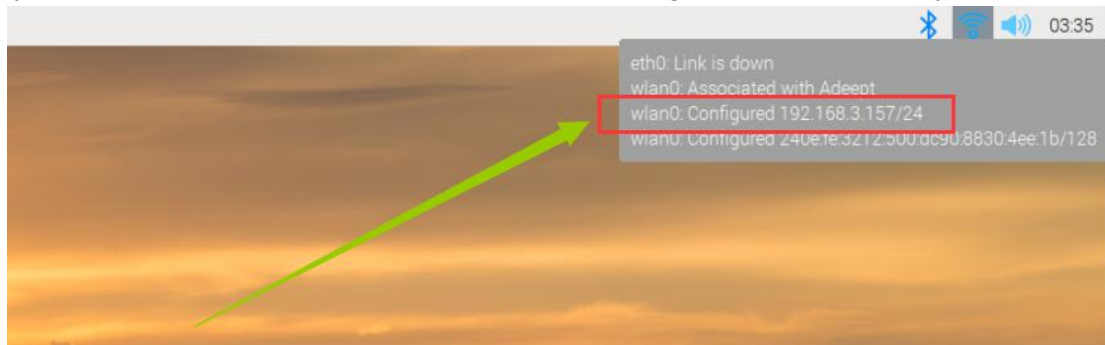 03:35
eth0: Link is down
wlan0: Associated with Adeept
wlan0: Configured 192.168.3.157/24
wlan0: Configured 240e:fe:3212:500:dc90:8830:4ee:1b/128